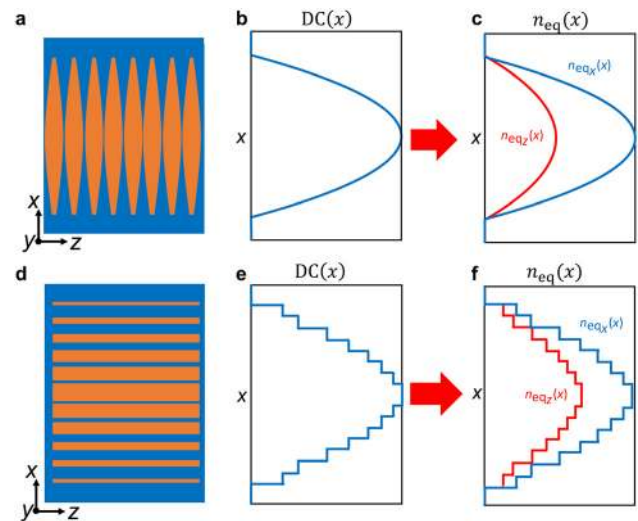 a
b
DC(x)
c
n_eq(x)
x
y
z
x
x
n_eqx(x)
n_eqz(x)
d
e
DC(x)
f
n_eq(x)
x
y
z
x
x
n_eqx(x)
n_eqz(x)